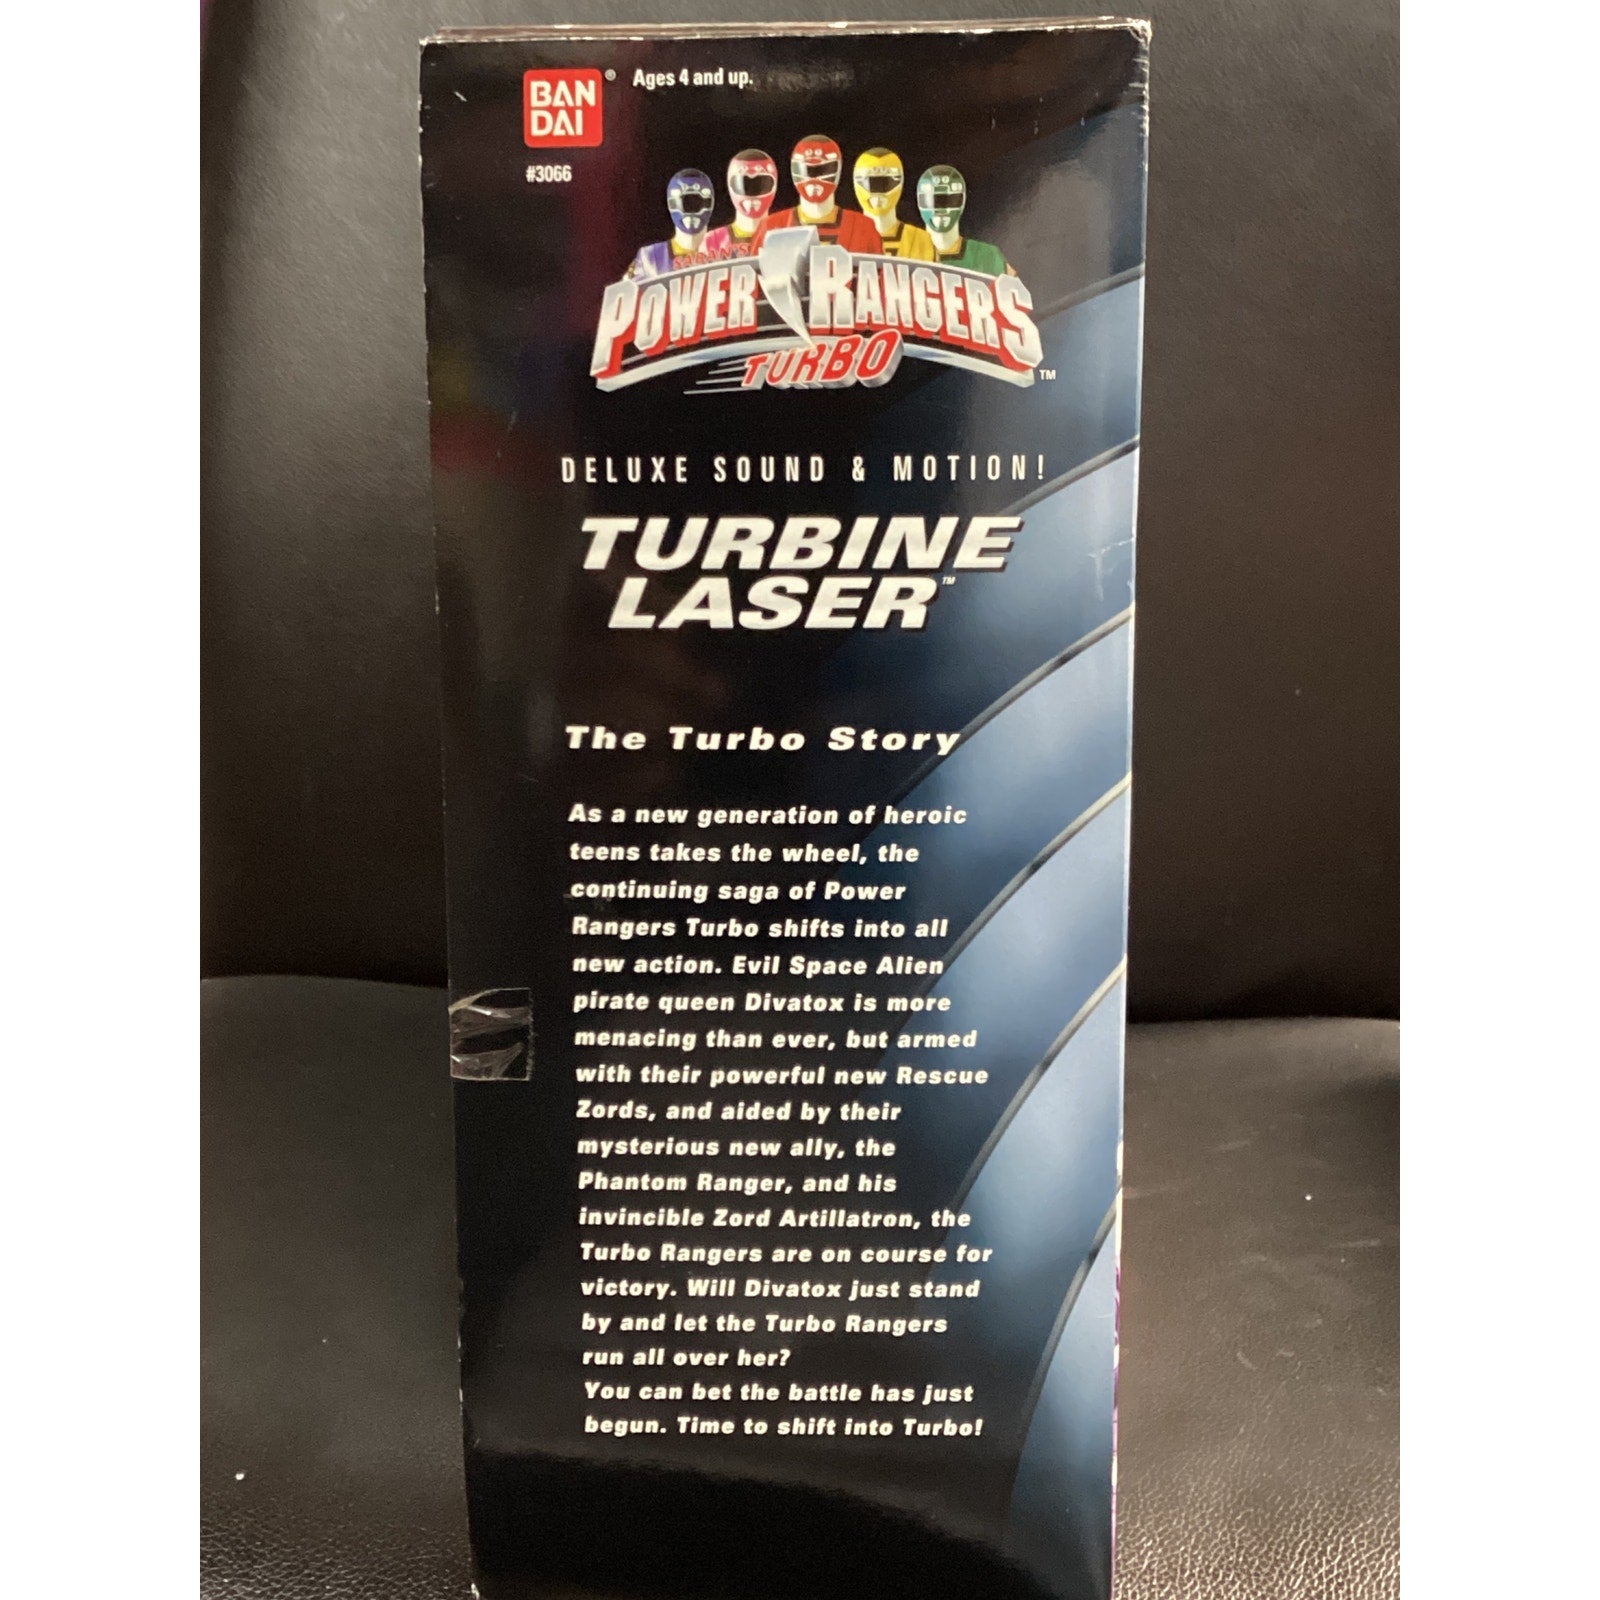 BAN
DAI
®
Ages 4 and up.
#3066
SABAN'S
POWER RANGERS
TURBO
™
DELUXE SOUND & MOTION!
TURBINE
LASER™
The Turbo Story
As a new generation of heroic
teens takes the wheel, the
continuing saga of Power
Rangers Turbo shifts into all
new action. Evil Space Alien
pirate queen Divatox is more
menacing than ever, but armed
with their powerful new Rescue
Zords, and aided by their
mysterious new ally, the
Phantom Ranger, and his
invincible Zord Artillatron, the
Turbo Rangers are on course for
victory. Will Divatox just stand
by and let the Turbo Rangers
run all over her?
You can bet the battle has just
begun. Time to shift into Turbo!